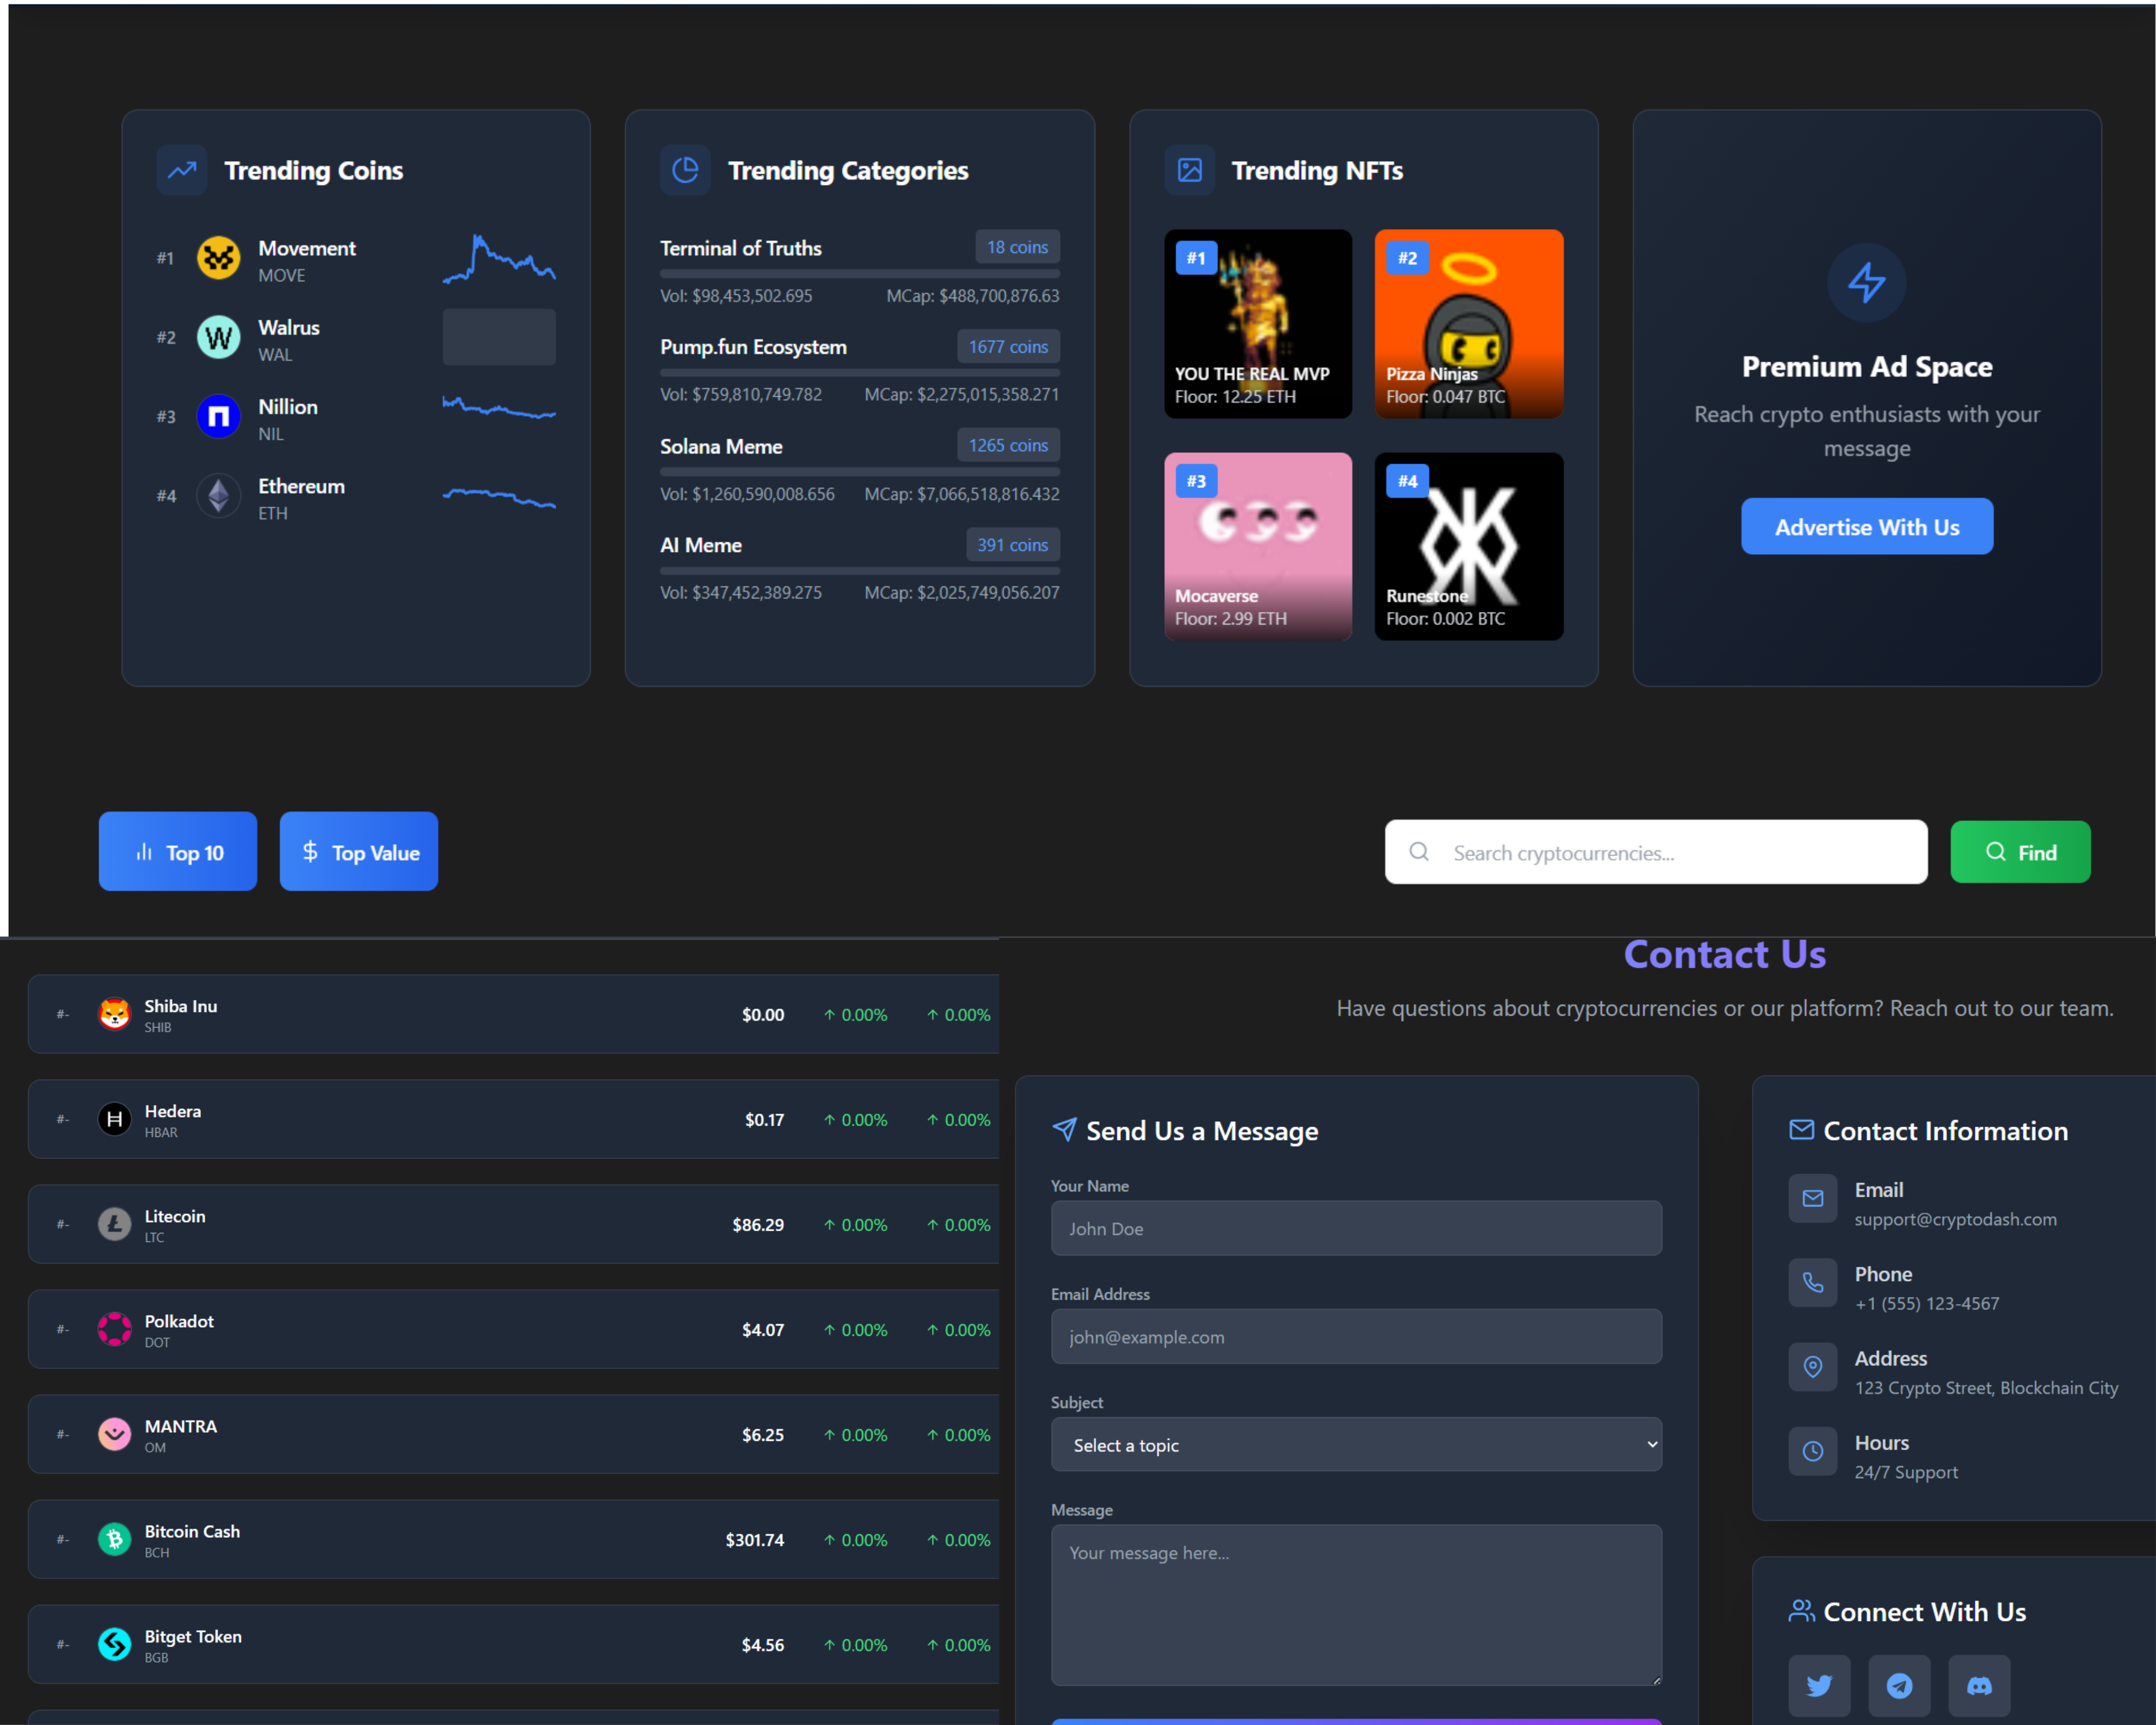 Trending Coins
#1
Movement
MOVE
#2
Walrus
WAL
#3
Nillion
NIL
#4
Ethereum
ETH
Trending Categories
Terminal of Truths
18 coins
Vol: $98,453,502.695
MCap: $488,700,876.63
Pump.fun Ecosystem
1677 coins
Vol: $759,810,749.782
MCap: $2,275,015,358.271
Solana Meme
1265 coins
Vol: $1,260,590,008.656
MCap: $7,066,518,816.432
AI Meme
391 coins
Vol: $347,452,389.275
MCap: $2,025,749,056.207
Trending NFTs
#1
YOU THE REAL MVP
Floor: 12.25 ETH
#2
Pizza Ninjas
Floor: 0.047 BTC
#3
Mocaverse
Floor: 2.99 ETH
#4
Runestone
Floor: 0.002 BTC
Premium Ad Space
Reach crypto enthusiasts with your
message
Advertise With Us
Top 10
$ Top Value
Search cryptocurrencies...
Find
#-
Shiba Inu
SHIB
$0.00
↑ 0.00%
↑ 0.00%
#-
Hedera
HBAR
$0.17
↑ 0.00%
↑ 0.00%
#-
Litecoin
LTC
$86.29
↑ 0.00%
↑ 0.00%
#-
Polkadot
DOT
$4.07
↑ 0.00%
↑ 0.00%
#-
MANTRA
OM
$6.25
↑ 0.00%
↑ 0.00%
#-
Bitcoin Cash
BCH
$301.74
↑ 0.00%
↑ 0.00%
#-
Bitget Token
BGB
$4.56
↑ 0.00%
↑ 0.00%
Contact Us
Have questions about cryptocurrencies or our platform? Reach out to our team.
Send Us a Message
Your Name
John Doe
Email Address
john@example.com
Subject
Select a topic
Message
Your message here...
Contact Information
Email
support@cryptodash.com
Phone
+1 (555) 123-4567
Address
123 Crypto Street, Blockchain City
Hours
24/7 Support
Connect With Us